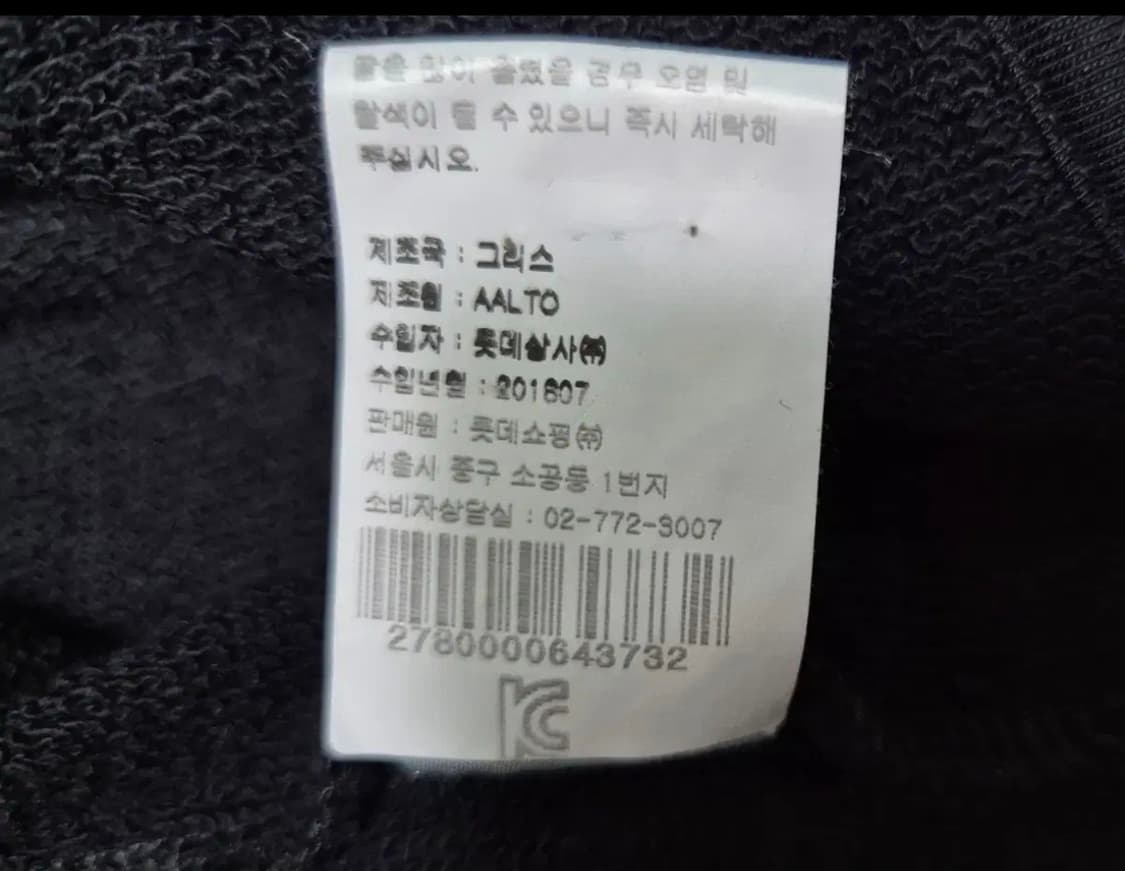 땀을 많이 흘렸을 경우 오염 및
탈색이 될 수 있으니 즉시 세탁해
주십시오.
제조국 : 그리스
제조원 : AALTO
수입자 : 롯데상사㈜
수입년월 : 201607
판매원 : 롯데쇼핑㈜
서울시 중구 소공동 1번지
소비자상담실 : 02-772-3007
2780000643732
KC